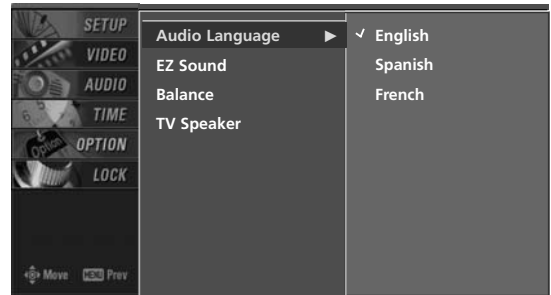 SETUP
VIDEO
AUDIO
TIME
Option OPTION
LOCK
Move MENU Prev
Audio Language ▶
EZ Sound
Balance
TV Speaker
✓ English
Spanish
French